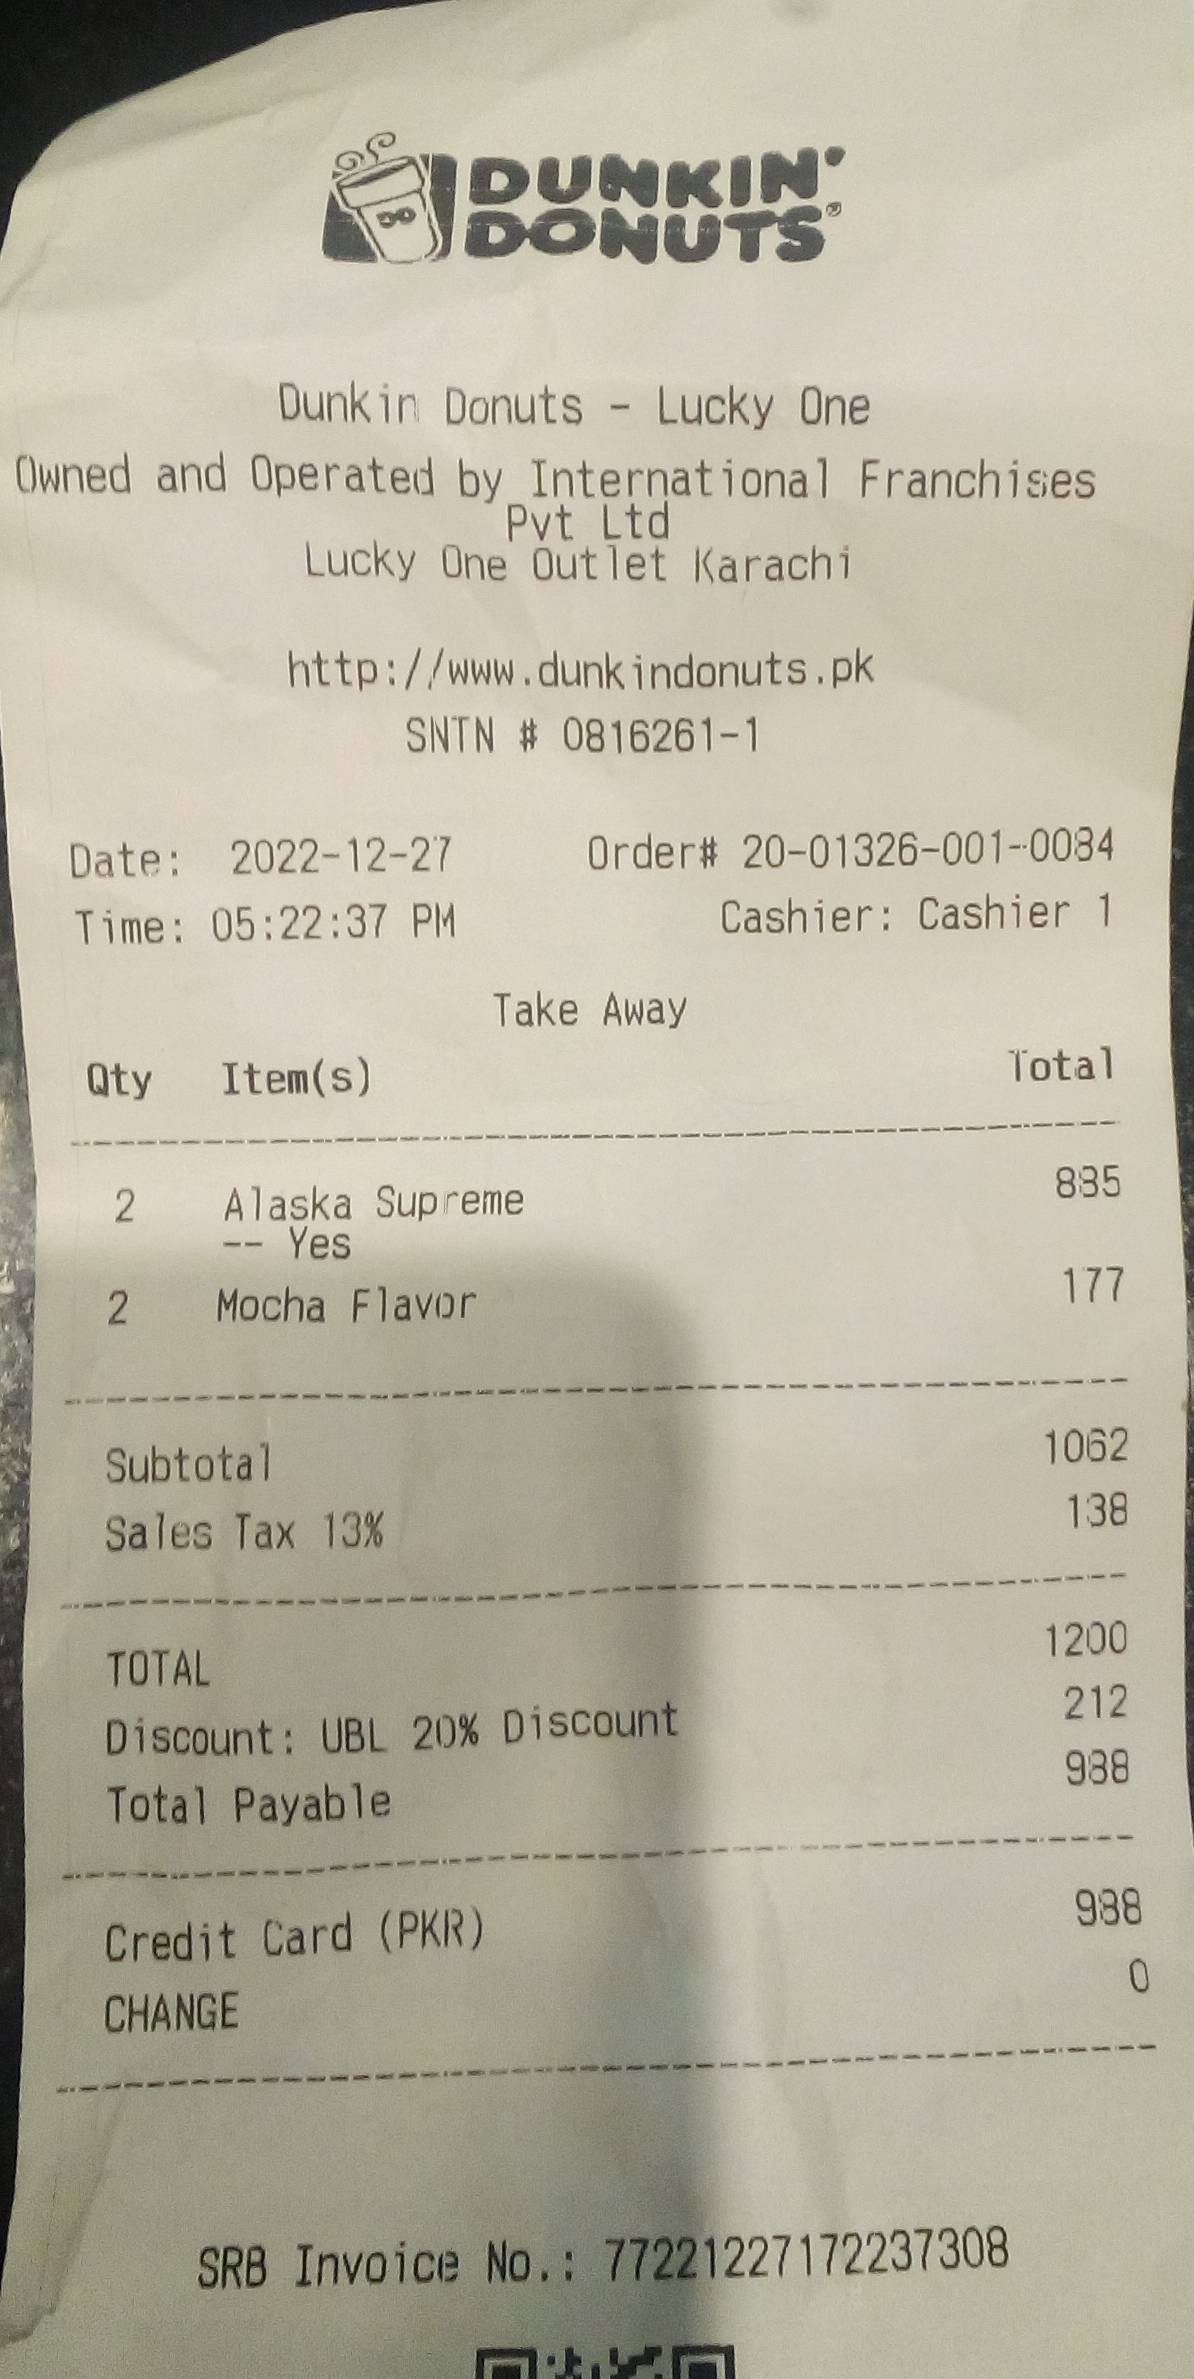 DUNKIN'
DONUTS®
Dunkin Donuts - Lucky One
Owned and Operated by International Franchises
Pvt Ltd
Lucky One Outlet Karachi
http://www.dunkindonuts.pk
SNTN # 0816261-1
Date: 2022-12-27 Order# 20-01326-001-0084
Time: 05:22:37 PM Cashier: Cashier 1
Take Away
Qty Item(s) Total
2 Alaska Supreme 885
-- Yes
2 Mocha Flavor 177
Subtotal 1062
Sales Tax 13% 138
TOTAL 1200
Discount: UBL 20% Discount 212
Total Payable 988
Credit Card (PKR) 988
CHANGE 0
SRB Invoice No.: 77221227172237308